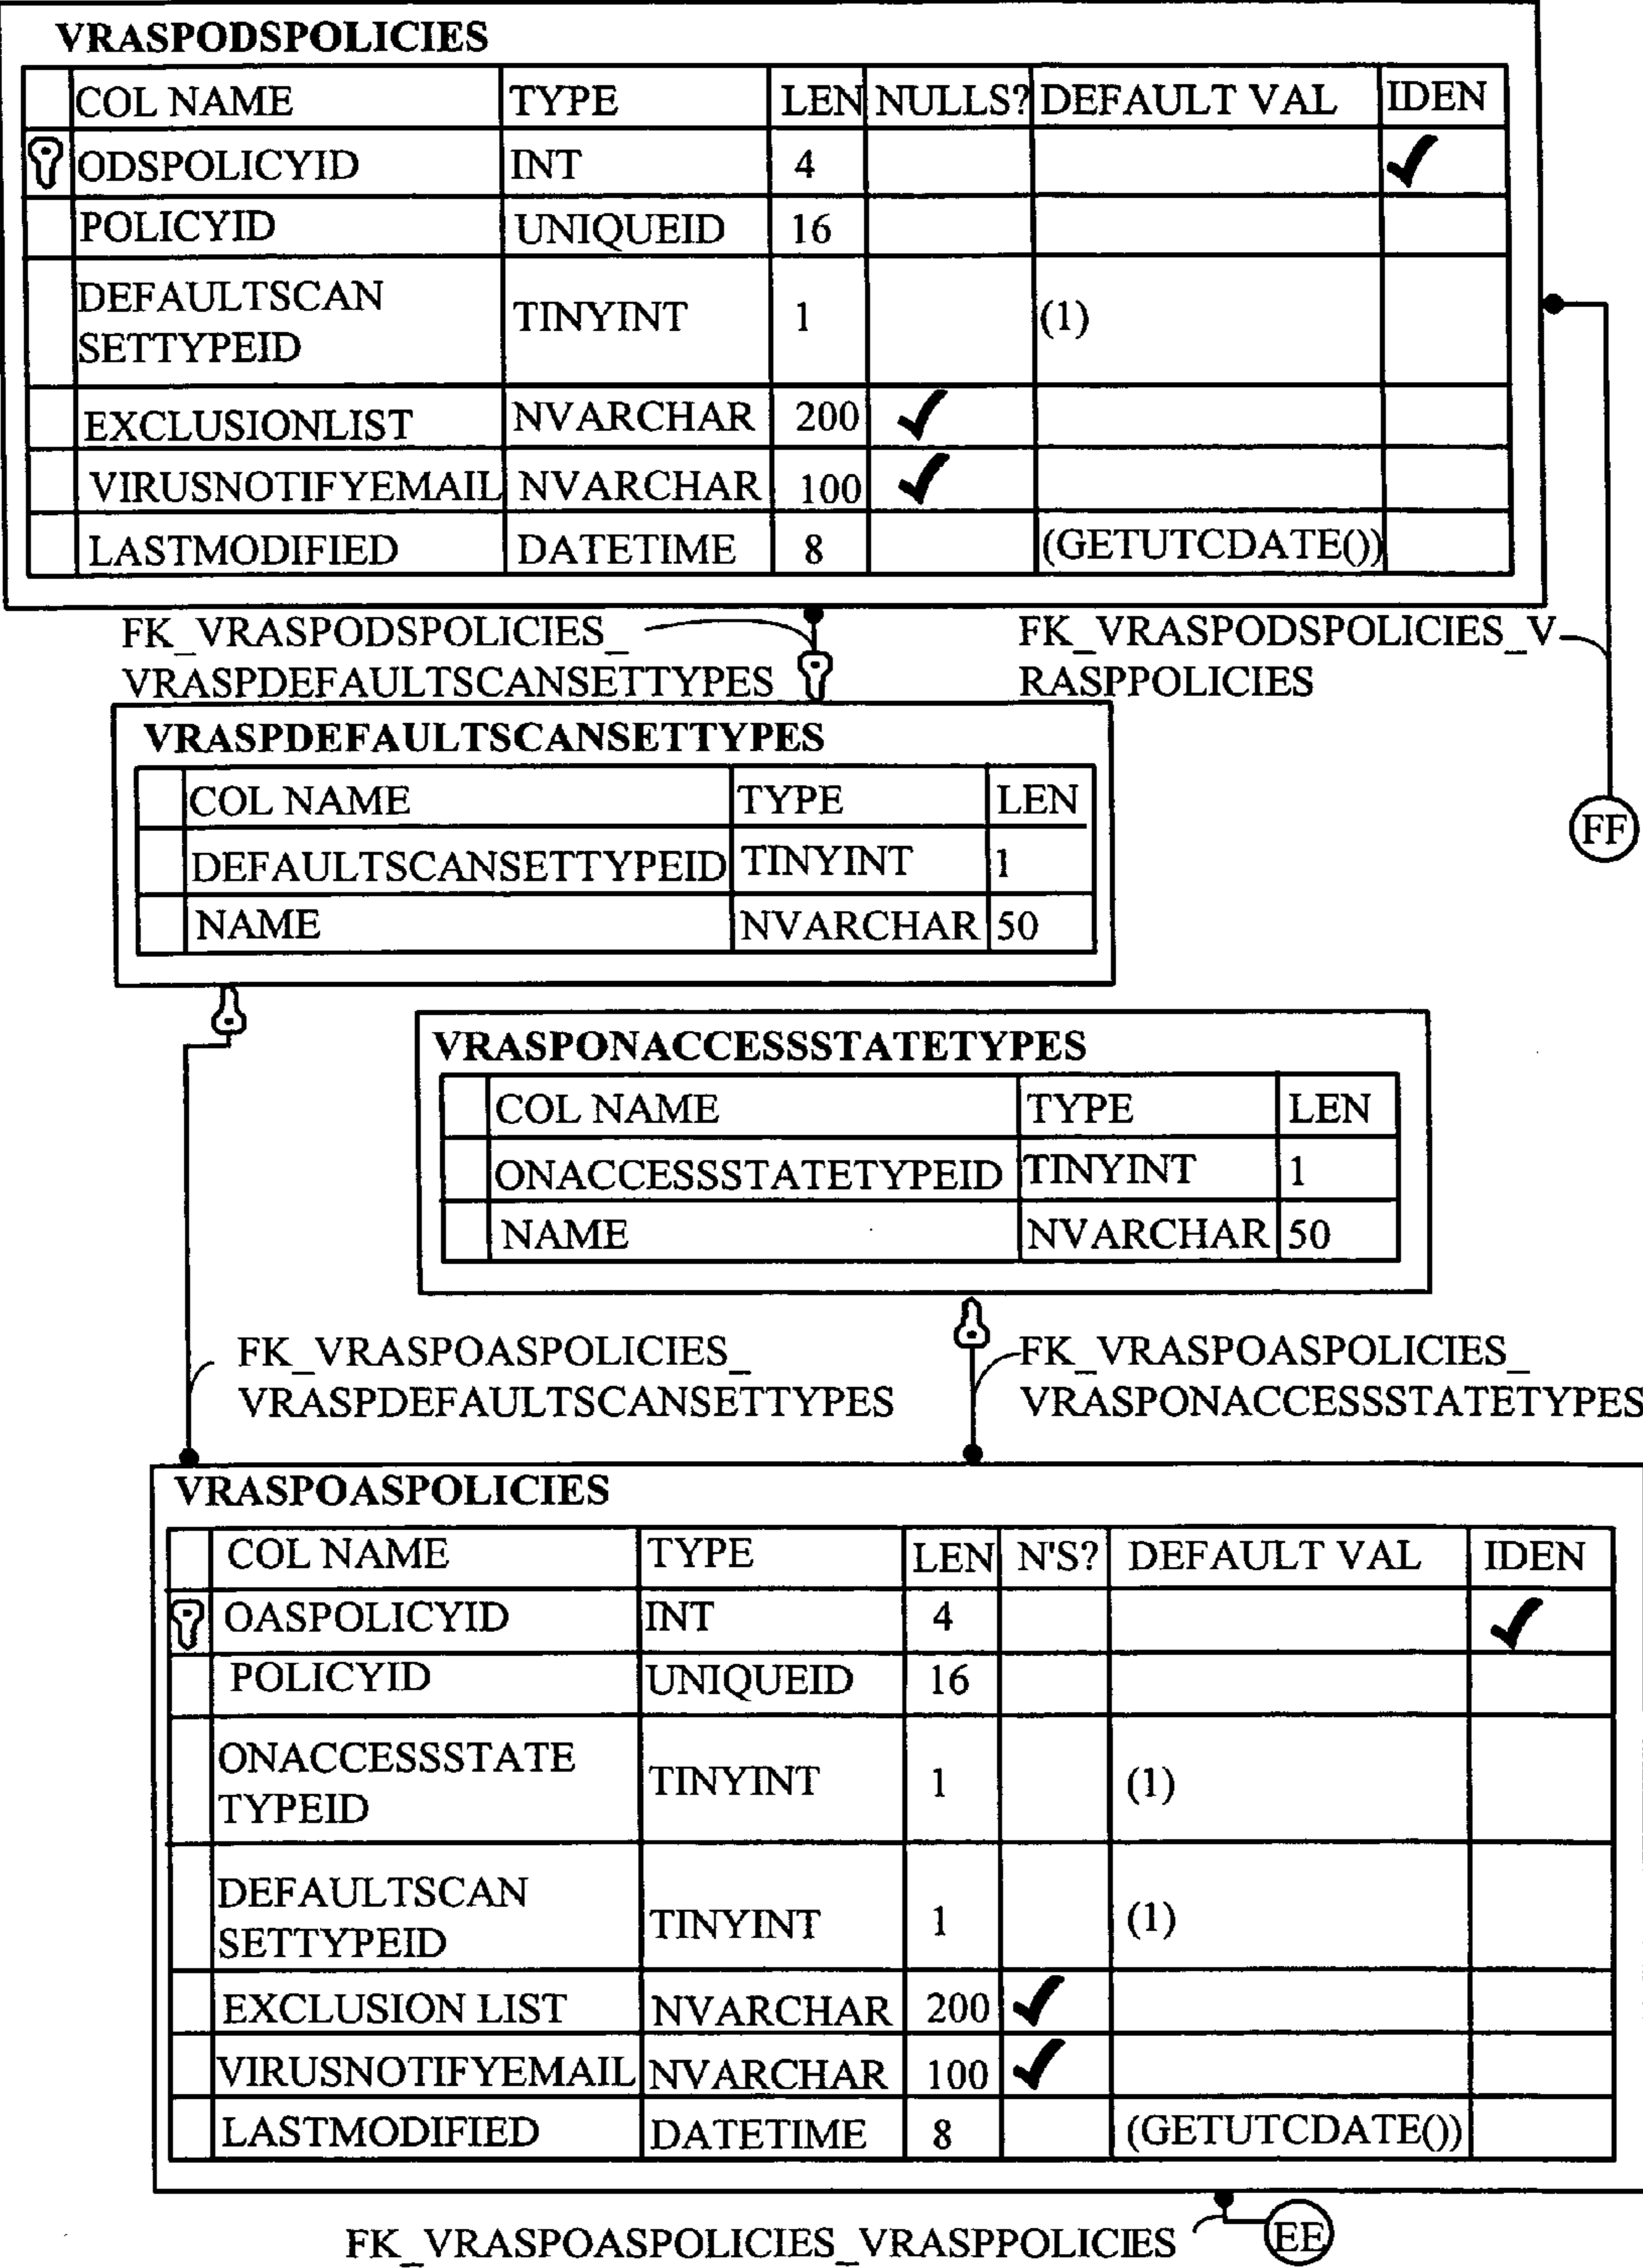 VRASPODSPOLICIES
COL NAME TYPE LEN NULLS? DEFAULT VAL IDEN
ODSPOLICYID INT 4
POLICYID UNIQUEID 16
DEFAULTSCAN
SETTYPEID TINYINT 1 (1)
EXCLUSIONLIST NVARCHAR 200
VIRUSNOTIFYEMAIL NVARCHAR 100
LASTMODIFIED DATETIME 8 (GETUTCDATE())
FK_VRASPODSPOLICIES_
VRASPDEFAULTSCANSETTYPES
FK_VRASPODSPOLICIES_V
RASPPOLICIES
VRASPDEFAULTSCANSETTYPES
COL NAME TYPE LEN
DEFAULTSCANSETTYPEID TINYINT 1
NAME NVARCHAR 50
FF
VRASPONACCESSSTATETYPES
COL NAME TYPE LEN
ONACCESSSTATETYPEID TINYINT 1
NAME NVARCHAR 50
FK_VRASPOASPOLICIES_
VRASPDEFAULTSCANSETTYPES
FK_VRASPOASPOLICIES_
VRASPONACCESSSTATETYPES
VRASPOASPOLICIES
COL NAME TYPE LEN N'S? DEFAULT VAL IDEN
OASPOLICYID INT 4
POLICYID UNIQUEID 16
ONACCESSSTATE
TYPEID TINYINT 1 (1)
DEFAULTSCAN
SETTYPEID TINYINT 1 (1)
EXCLUSION LIST NVARCHAR 200
VIRUSNOTIFYEMAIL NVARCHAR 100
LASTMODIFIED DATETIME 8 (GETUTCDATE())
FK_VRASPOASPOLICIES_VRASPPOLICIES EE